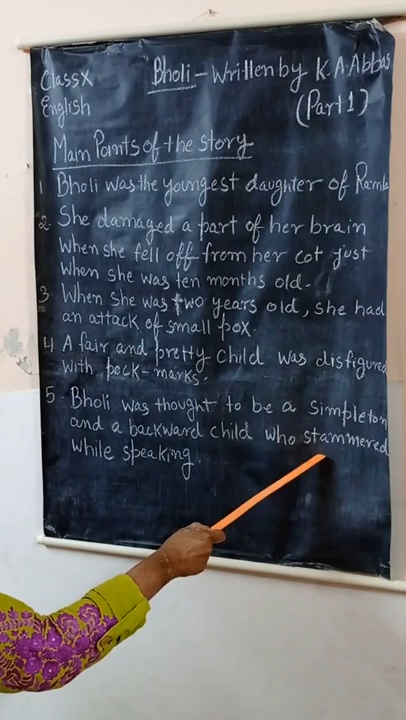 Class X
English
Bholi - Written by K.A.Abbas
(Part 1)
Main Points of the story
1 Bholi was the youngest daughter of
2 She damaged a part of her brain
when she fell off from her cot just
when she was ten months old.
3. When she was two years old, she had
an attack of small pox.
4 A fair and pretty child was disfigured
with pock-marks.
5. Bholi was thought to be a simpleton
and a backward child who stammered
while speaking.